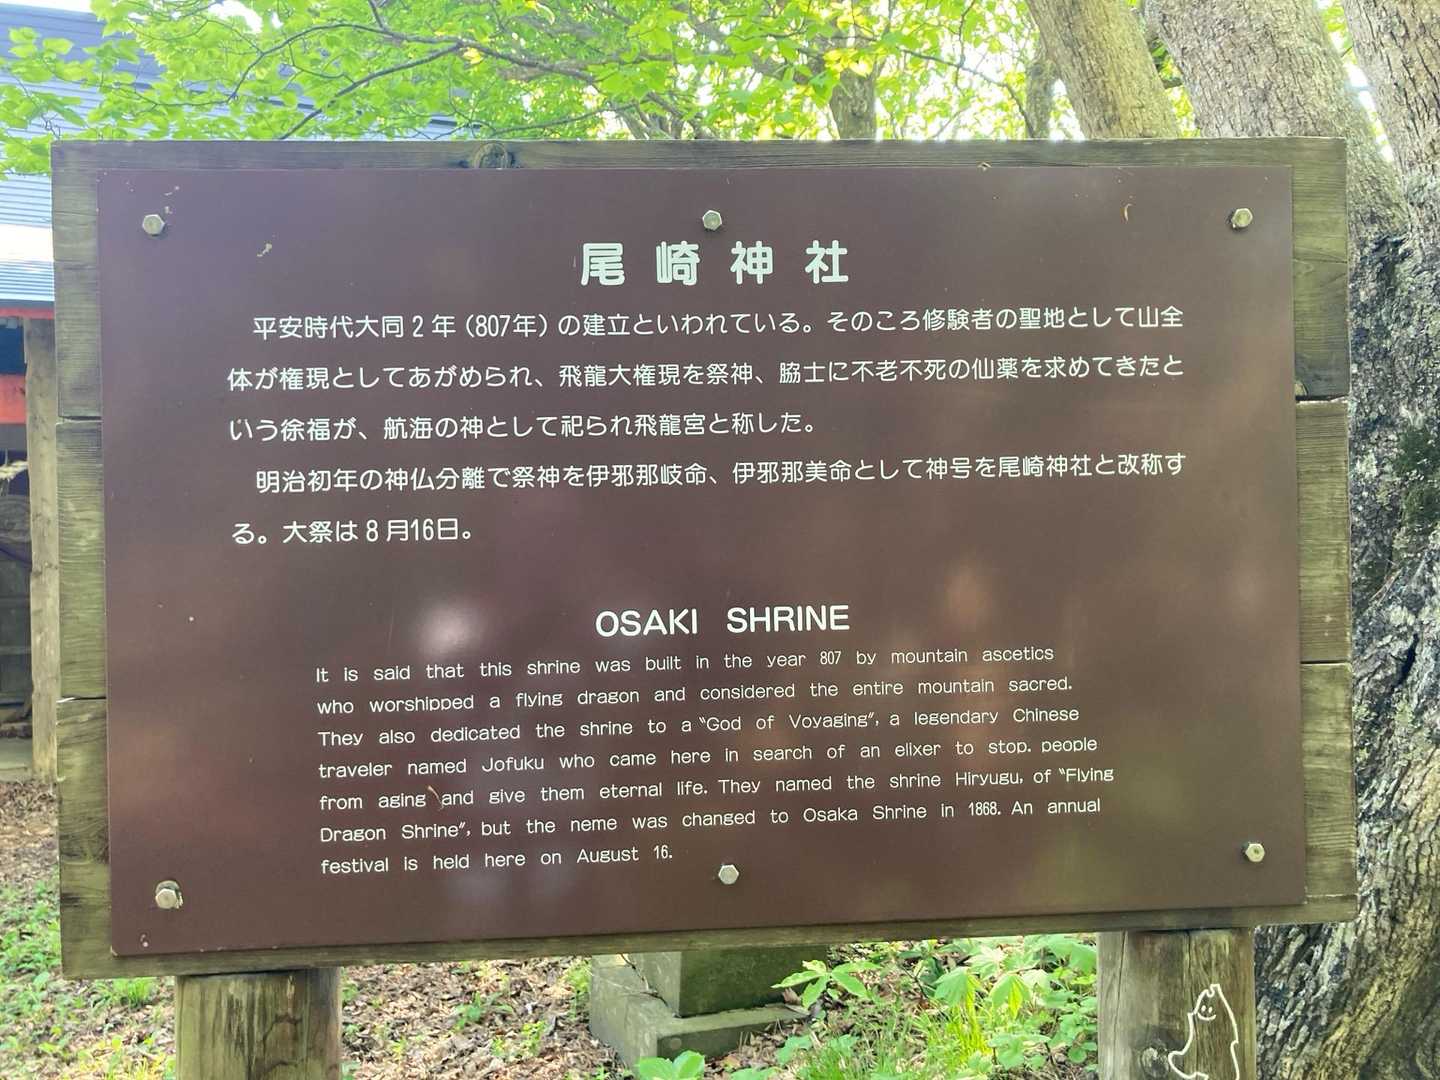 尾崎神社
平安時代大同2年（807年）の建立といわれている。そのころ修験者の聖地として山全
体が権現としてあがめられ、飛龍大権現を祭神、脇士に不老不死の仙薬を求めてきたと
いう徐福が、航海の神として祀られ飛龍宮と称した。
明治初年の神仏分離で祭神を伊邪那岐命、伊邪那美命として神号を尾崎神社と改称す
る。大祭は8月16日。
OSAKI SHRINE
It is said that this shrine was built in the year 807 by mountain ascetics
who worshipped a flying dragon and considered the entire mountain sacred.
They also dedicated the shrine to a “God of Voyaging”, a legendary Chinese
traveler named Jofuku who came here in search of an elixer to stop. people
from aging and give them eternal life. They named the shrine Hiryugu, of “Flying
Dragon Shrine”, but the neme was changed to Osaka Shrine in 1868. An annual
festival is held here on August 16.